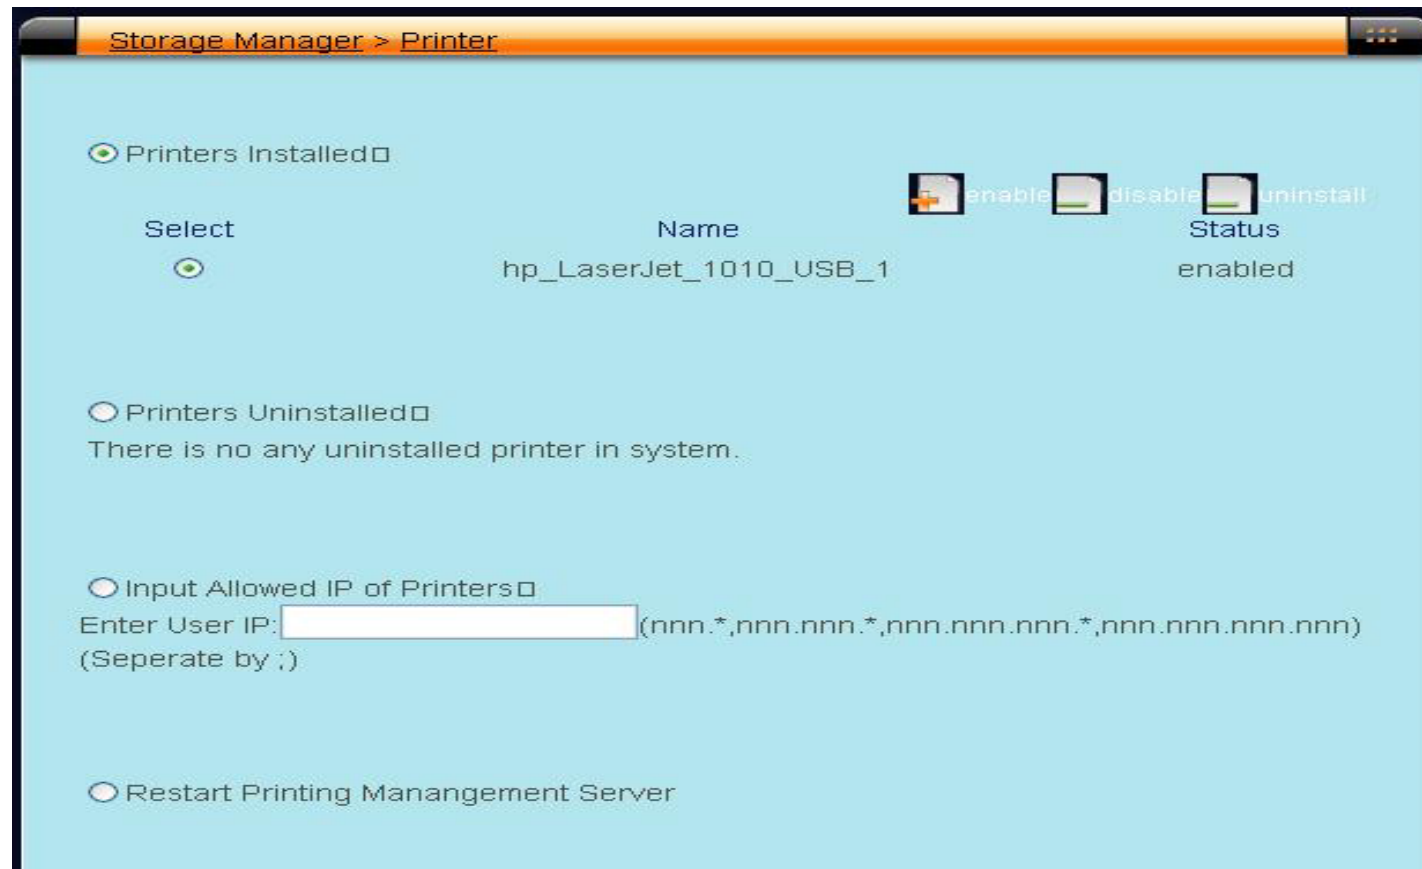 Storage Manager > Printer
Printers Installed□
enable disable uninstall
Select Name Status
hp_LaserJet_1010_USB_1 enabled
Printers Uninstalled□
There is no any uninstalled printer in system.
Input Allowed IP of Printers□
Enter User IP: (nnn.*,nnn.nnn.*,nnn.nnn.nnn.*,nnn.nnn.nnn.nnn)
(Seperate by ;)
Restart Printing Manangement Server